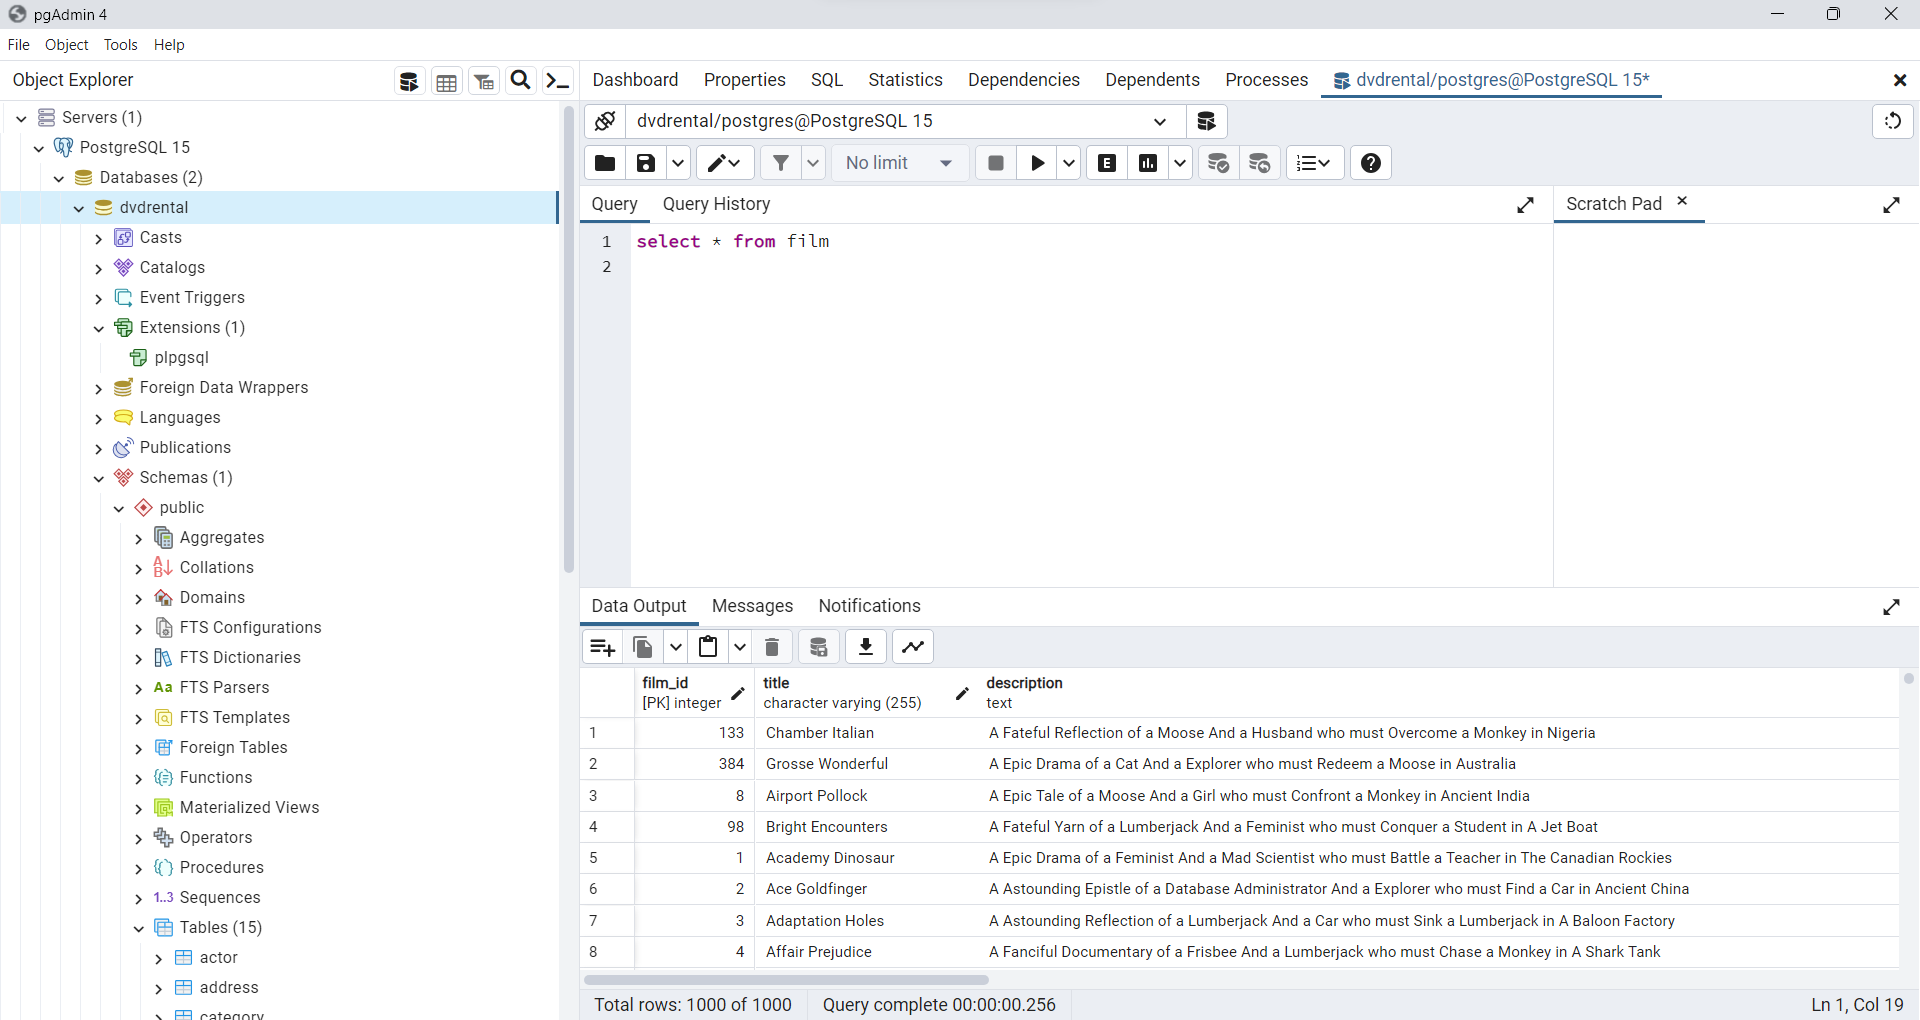 pgAdmin 4
File Object Tools Help
Object Explorer
Dashboard Properties SQL Statistics Dependencies Dependents Processes dvdrental/postgres@PostgreSQL 15*
Servers (1)
PostgreSQL 15
Databases (2)
dvdrental
Casts
Catalogs
Event Triggers
Extensions (1)
plpgsql
Foreign Data Wrappers
Languages
Publications
Schemas (1)
public
Aggregates
Collations
Domains
FTS Configurations
FTS Dictionaries
Aa FTS Parsers
FTS Templates
Foreign Tables
Functions
Materialized Views
Operators
Procedures
1..3 Sequences
Tables (15)
actor
address
category
dvdrental/postgres@PostgreSQL 15
No limit
E
Query Query History
Scratch Pad
1 select * from film
2
Data Output Messages Notifications
film_id title description
[PK] integer character varying (255) text
1 133 Chamber Italian A Fateful Reflection of a Moose And a Husband who must Overcome a Monkey in Nigeria
2 384 Grosse Wonderful A Epic Drama of a Cat And a Explorer who must Redeem a Moose in Australia
3 8 Airport Pollock A Epic Tale of a Moose And a Girl who must Confront a Monkey in Ancient India
4 98 Bright Encounters A Fateful Yarn of a Lumberjack And a Feminist who must Conquer a Student in A Jet Boat
5 1 Academy Dinosaur A Epic Drama of a Feminist And a Mad Scientist who must Battle a Teacher in The Canadian Rockies
6 2 Ace Goldfinger A Astounding Epistle of a Database Administrator And a Explorer who must Find a Car in Ancient China
7 3 Adaptation Holes A Astounding Reflection of a Lumberjack And a Car who must Sink a Lumberjack in A Baloon Factory
8 4 Affair Prejudice A Fanciful Documentary of a Frisbee And a Lumberjack who must Chase a Monkey in A Shark Tank
Total rows: 1000 of 1000 Query complete 00:00:00.256 Ln 1, Col 19